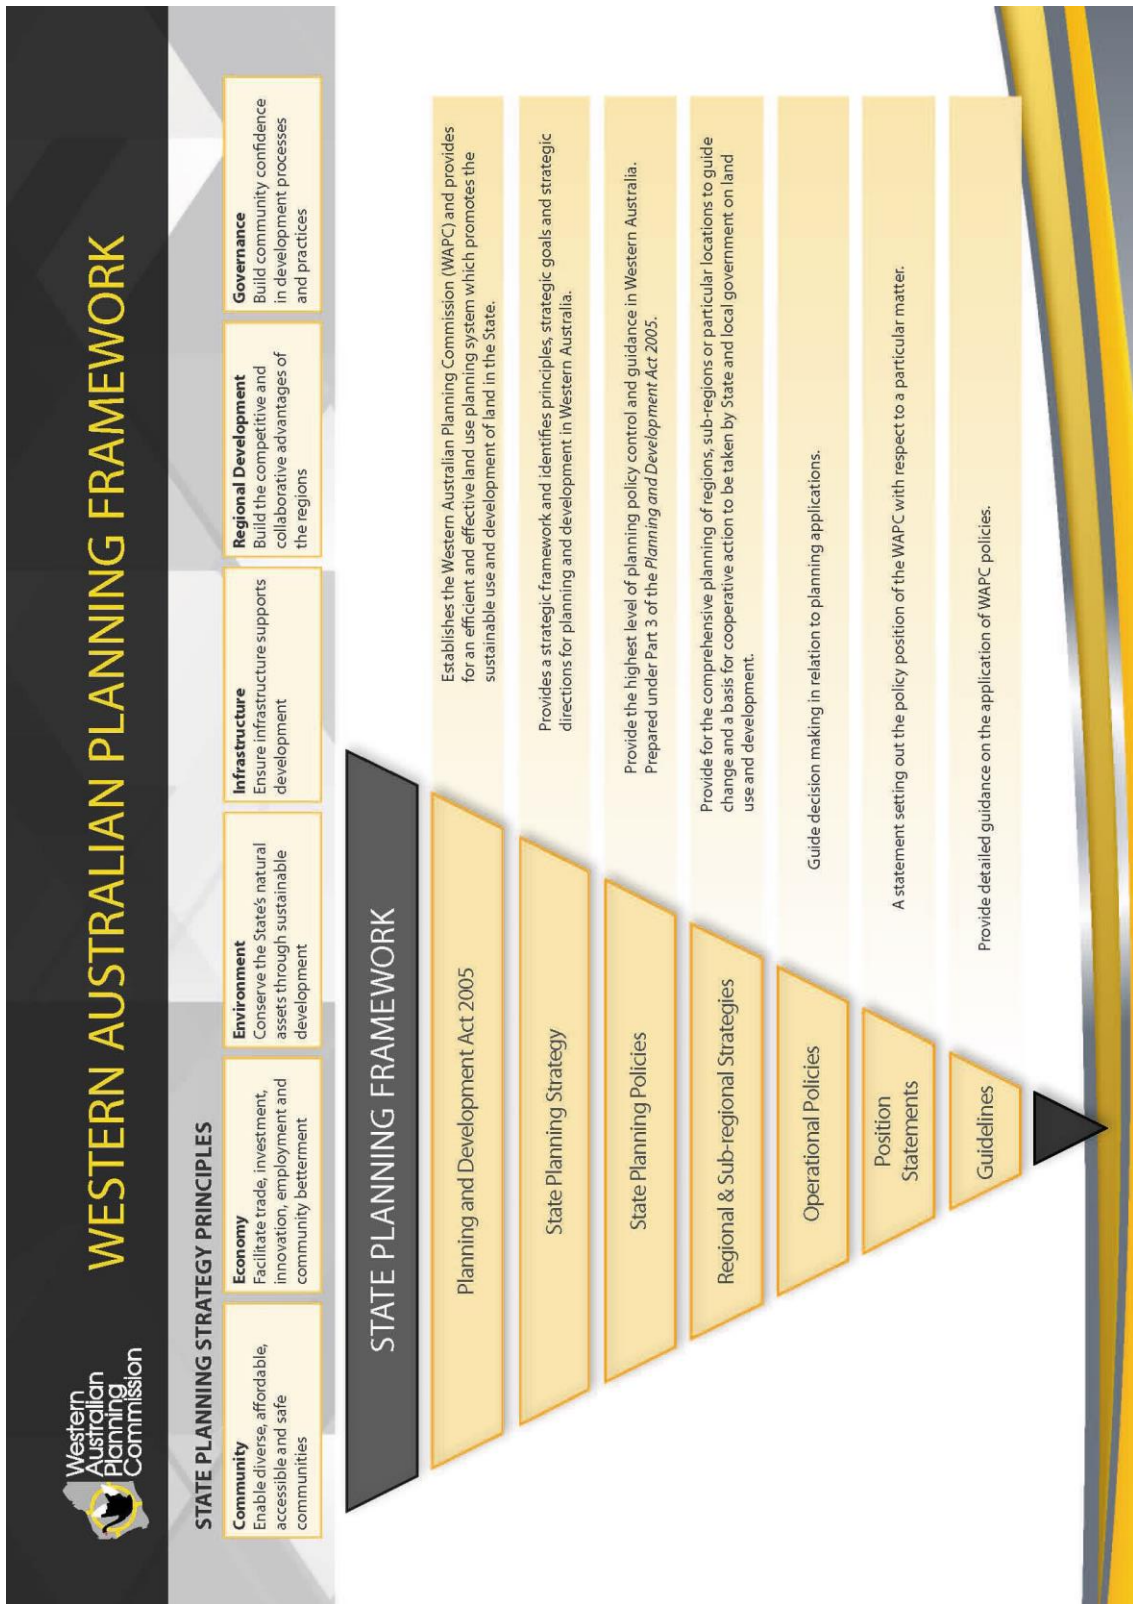 Western
Australian
Planning
Commission
WESTERN AUSTRALIAN PLANNING FRAMEWORK
STATE PLANNING STRATEGY PRINCIPLES
Community
Enable diverse, affordable,
accessible and safe
communities
Economy
Facilitate trade, investment,
innovation, employment and
community betterment
Environment
Conserve the State's natural
assets through sustainable
development
Infrastructure
Ensure infrastructure supports
development
Regional Development
Build the competitive and
collaborative advantages of
the regions
Governance
Build community confidence
in development processes
and practices
STATE PLANNING FRAMEWORK
Planning and Development Act 2005
Establishes the Western Australian Planning Commission (WAPC) and provides
for an efficient and effective land use planning system which promotes the
sustainable use and development of land in the State.
State Planning Strategy
Provides a strategic framework and identifies principles, strategic goals and strategic
directions for planning and development in Western Australia.
State Planning Policies
Provide the highest level of planning policy control and guidance in Western Australia.
Prepared under Part 3 of the Planning and Development Act 2005.
Regional & Sub-regional Strategies
Provide for the comprehensive planning of regions, sub-regions or particular locations to guide
change and a basis for cooperative action to be taken by State and local government on land
use and development.
Operational Policies
Guide decision making in relation to planning applications.
Position
Statements
A statement setting out the policy position of the WAPC with respect to a particular matter.
Guidelines
Provide detailed guidance on the application of WAPC policies.